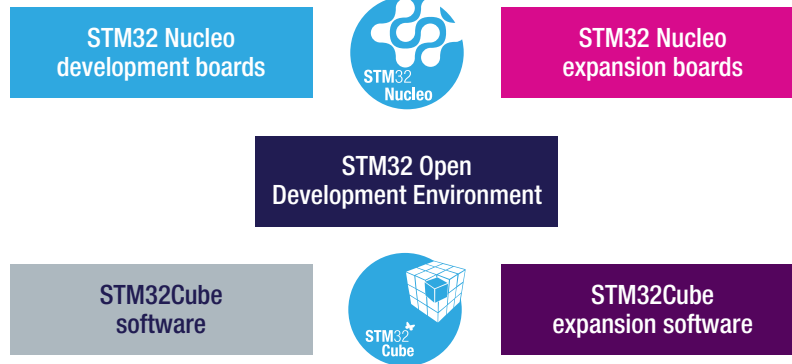 STM32 Nucleo
development boards
STM32
Nucleo
STM32 Nucleo
expansion boards
STM32 Open
Development Environment
STM32Cube
software
STM32
Cube
STM32Cube
expansion software